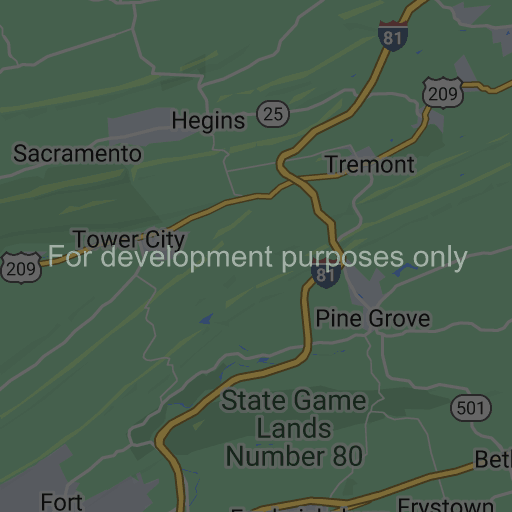 81
209
Hegins
25
Sacramento
Tremont
Tower City
For development purposes only
209
81
Pine Grove
State Game
Lands
Number 80
501
Fort
Frystown